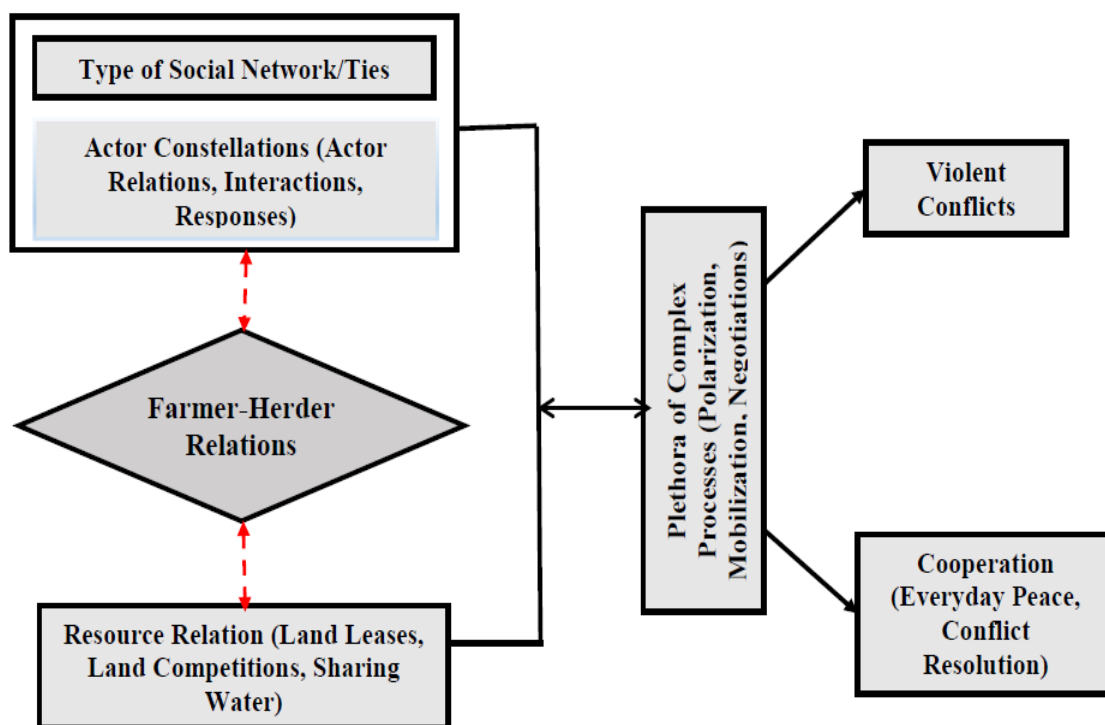 Type of Social Network/Ties
Actor Constellations (Actor
Relations, Interactions,
Responses)
Farmer-Herder
Relations
Resource Relation (Land Leases,
Land Competitions, Sharing
Water)
Plethora of Complex
Processes (Polarization,
Mobilization, Negotiations)
Violent
Conflicts
Cooperation
(Everyday Peace,
Conflict
Resolution)